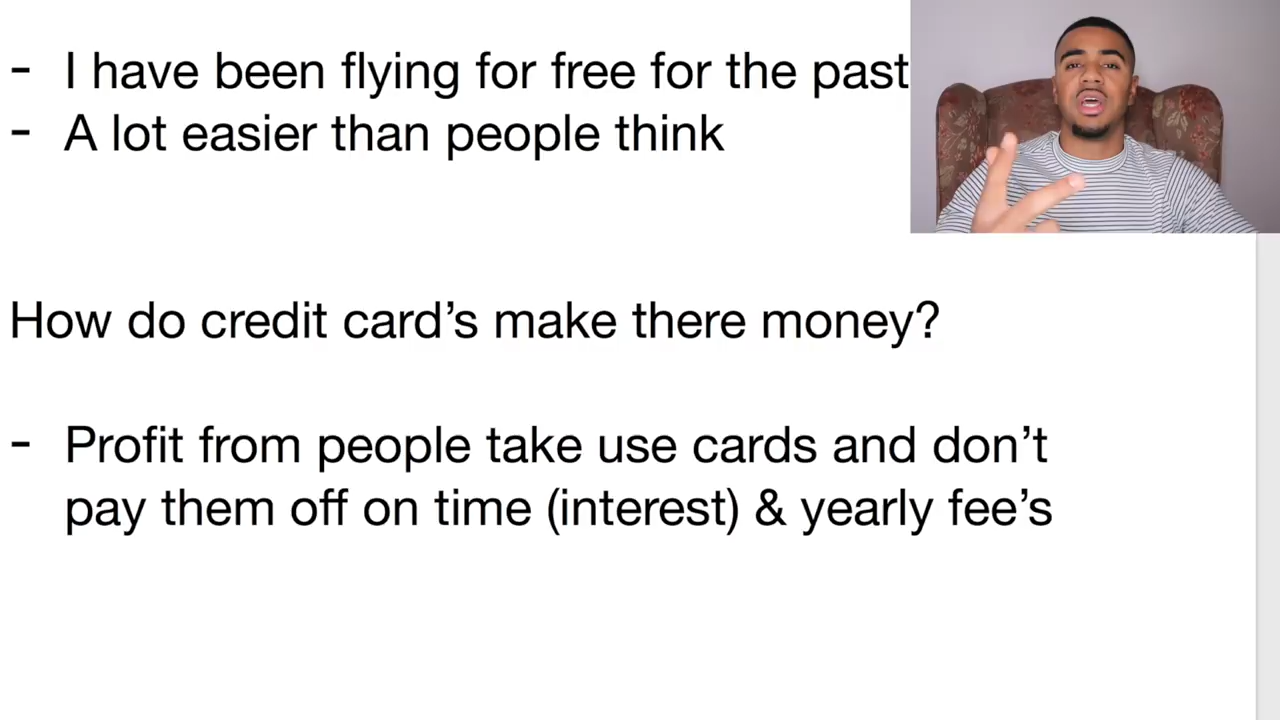 - I have been flying for free for the past
- A lot easier than people think
How do credit card’s make there money?
- Profit from people take use cards and don’t
pay them off on time (interest) & yearly fee’s